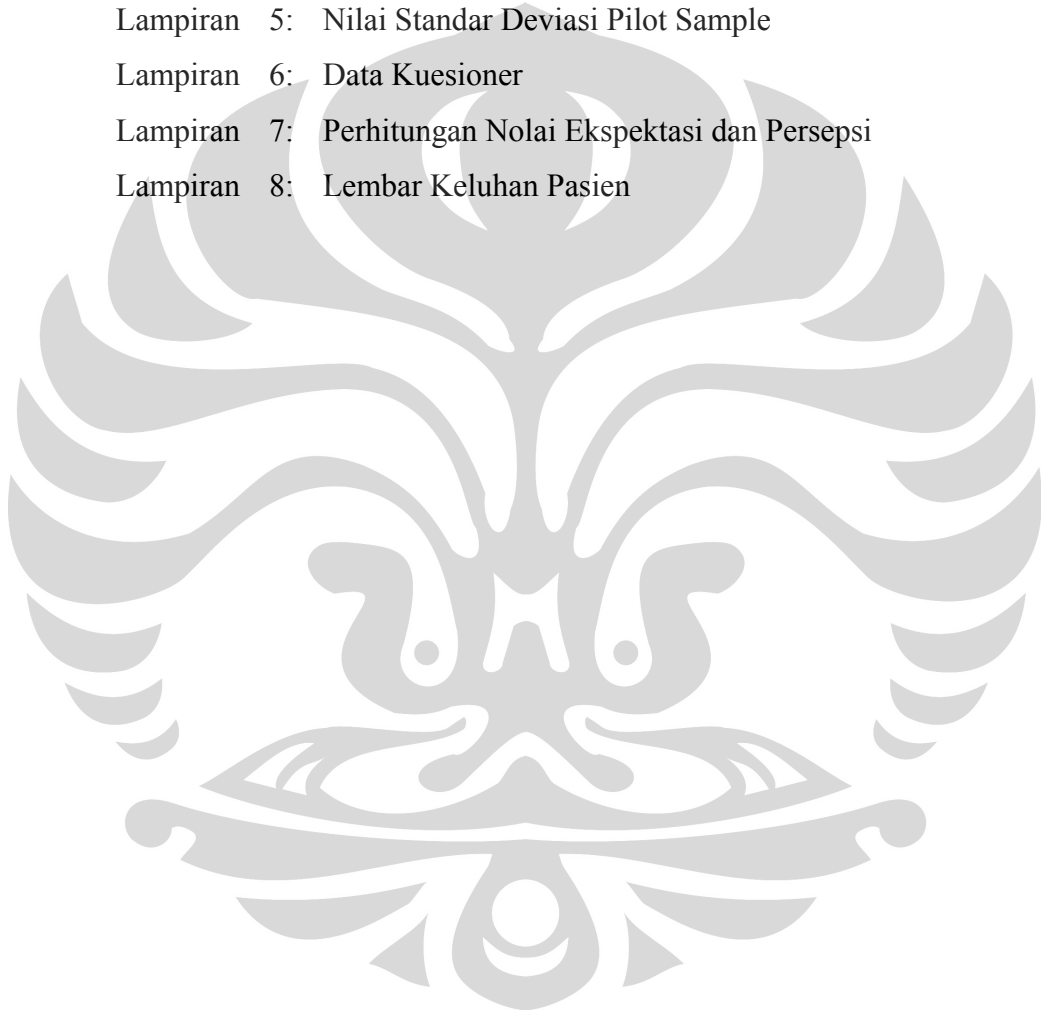 Lampiran 5: Nilai Standar Deviasi Pilot Sample
Lampiran 6: Data Kuesioner
Lampiran 7: Perhitungan Nolai Ekspektasi dan Persepsi
Lampiran 8: Lembar Keluhan Pasien